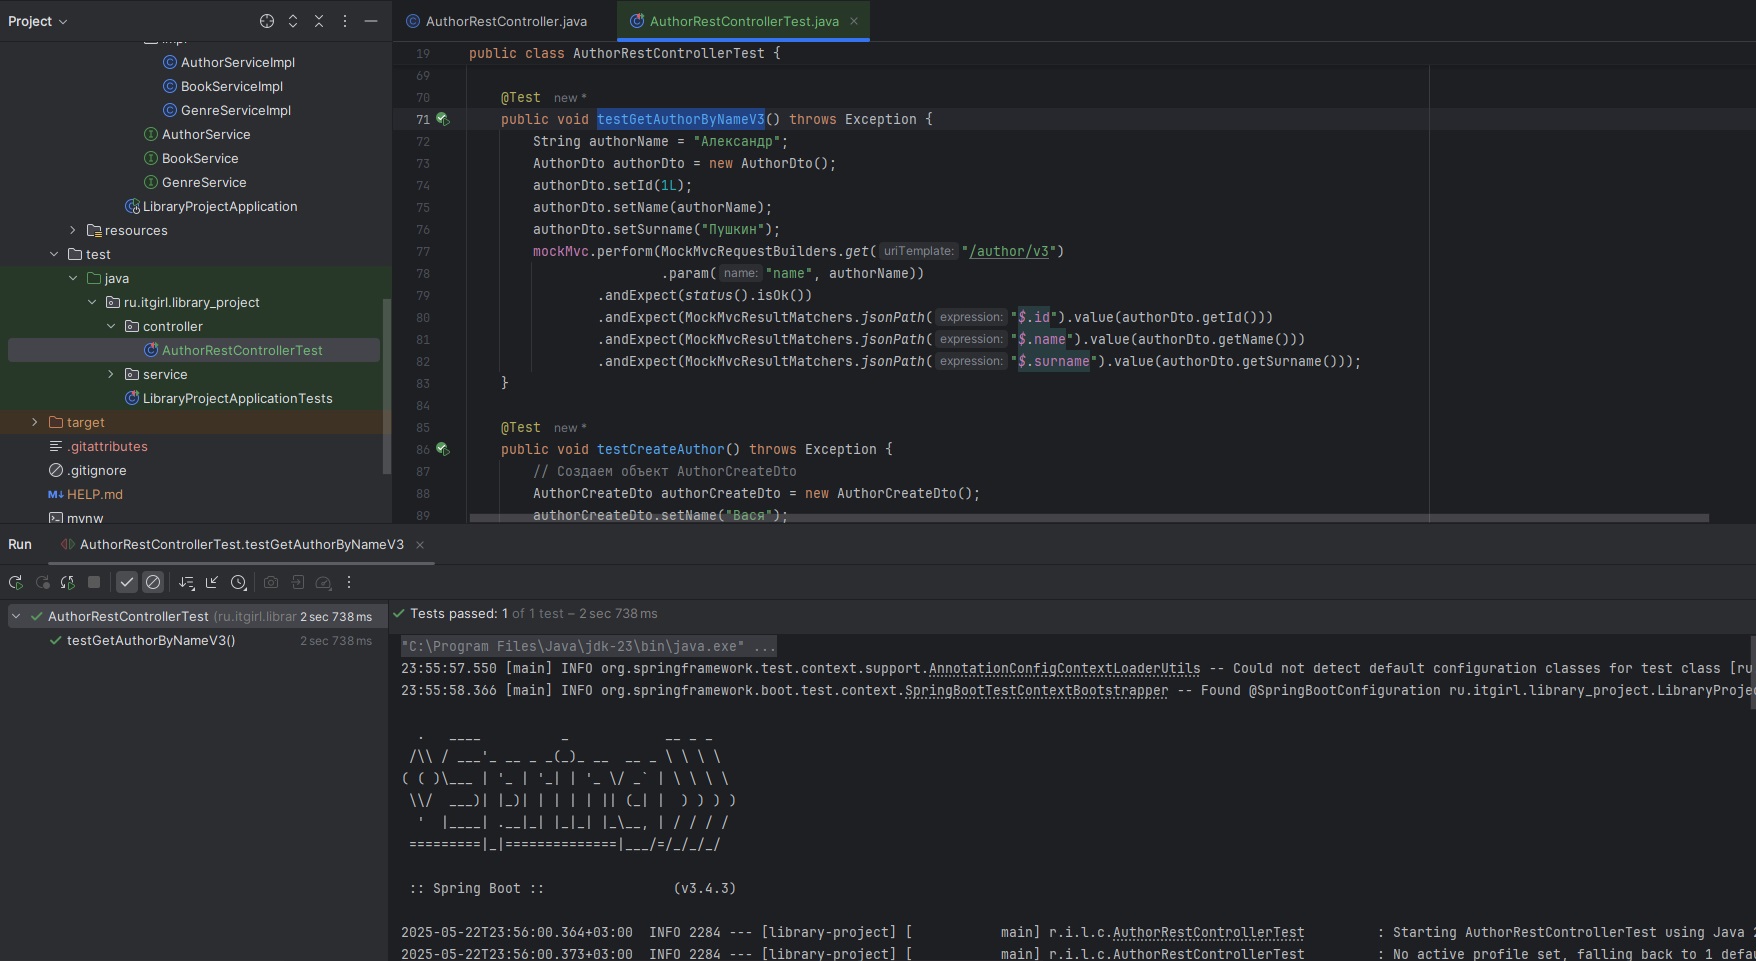 Project
AuthorRestController.java
AuthorRestControllerTest.java
impl
AuthorServiceImpl
BookServiceImpl
GenreServiceImpl
AuthorService
BookService
GenreService
LibraryProjectApplication
resources
test
java
ru.itgirl.library_project
controller
AuthorRestControllerTest
service
LibraryProjectApplicationTests
target
.gitattributes
.gitignore
M↓ HELP.md
mvnw
19 public class AuthorRestControllerTest {
69
70 @Test new *
71 public void testGetAuthorByNameV3() throws Exception {
72 String authorName = "Александр";
73 AuthorDto authorDto = new AuthorDto();
74 authorDto.setId(1L);
75 authorDto.setName(authorName);
76 authorDto.setSurname("Пушкин");
77 mockMvc.perform(MockMvcRequestBuilders.get( uriTemplate: "/author/v3")
78 .param( name: "name", authorName))
79 .andExpect(status().isOk())
80 .andExpect(MockMvcResultMatchers.jsonPath( expression: "$.id").value(authorDto.getId()))
81 .andExpect(MockMvcResultMatchers.jsonPath( expression: "$.name").value(authorDto.getName()))
82 .andExpect(MockMvcResultMatchers.jsonPath( expression: "$.surname").value(authorDto.getSurname()));
83 }
84
85 @Test new *
86 public void testCreateAuthor() throws Exception {
87 // Создаем объект AuthorCreateDto
88 AuthorCreateDto authorCreateDto = new AuthorCreateDto();
89 authorCreateDto.setName("Вася");
Run AuthorRestControllerTest.testGetAuthorByNameV3
AuthorRestControllerTest (ru.itgirl.librar 2 sec 738 ms
testGetAuthorByNameV3() 2 sec 738 ms
Tests passed: 1 of 1 test – 2 sec 738 ms
"C:\Program Files\Java\jdk-23\bin\java.exe" ...
23:55:57.550 [main] INFO org.springframework.test.context.support.AnnotationConfigContextLoaderUtils -- Could not detect default configuration classes for test class [ru
23:55:58.366 [main] INFO org.springframework.boot.test.context.SpringBootTestContextBootstrapper -- Found @SpringBootConfiguration ru.itgirl.library_project.LibraryProje
  .   ____          _            __ _ _
 /\\ / ___'_ __ _ _(_)_ __  __ _ \ \ \ \
( ( )\___ | '_ | '_| | '_ \/ _` | \ \ \ \
 \\/  ___)| |_)| | | | | || (_| |  ) ) ) )
  '  |____| .__|_| |_|_| |_\__, | / / / /
 =========|_|==============|___/=/_/_/_/
:: Spring Boot :: (v3.4.3)
2025-05-22T23:56:00.364+03:00 INFO 2284 --- [library-project] [ main] r.i.l.c.AuthorRestControllerTest : Starting AuthorRestControllerTest using Java 2
2025-05-22T23:56:00.373+03:00 INFO 2284 --- [library-project] [ main] r.i.l.c.AuthorRestControllerTest : No active profile set, falling back to 1 defau